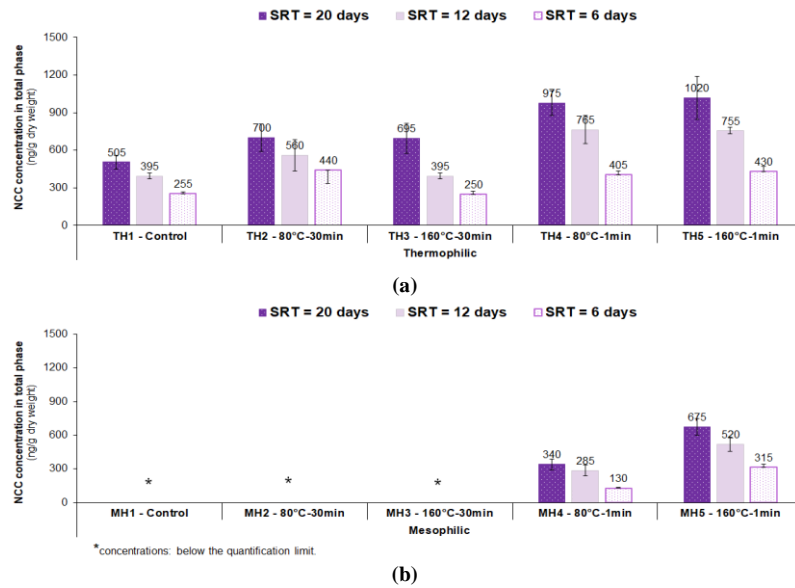 SRT = 20 days SRT = 12 days SRT = 6 days
NCC concentration in total phase
(ng/g dry weight)
1500
1200
900
600
300
0
505 395 255
700 560 440
695 395 250
975 765 405
1020 755 430
TH1 - Control TH2 - 80°C-30min TH3 - 160°C-30min TH4 - 80°C-1min TH5 - 160°C-1min
Thermophilic
(a)
SRT = 20 days SRT = 12 days SRT = 6 days
NCC concentration in total phase
(ng/g dry weight)
1500
1200
900
600
300
0
* * *
340 285 130
675 520 315
MH1 - Control MH2 - 80°C-30min MH3 - 160°C-30min MH4 - 80°C-1min MH5 - 160°C-1min
Mesophilic
*concentrations: below the quantification limit.
(b)